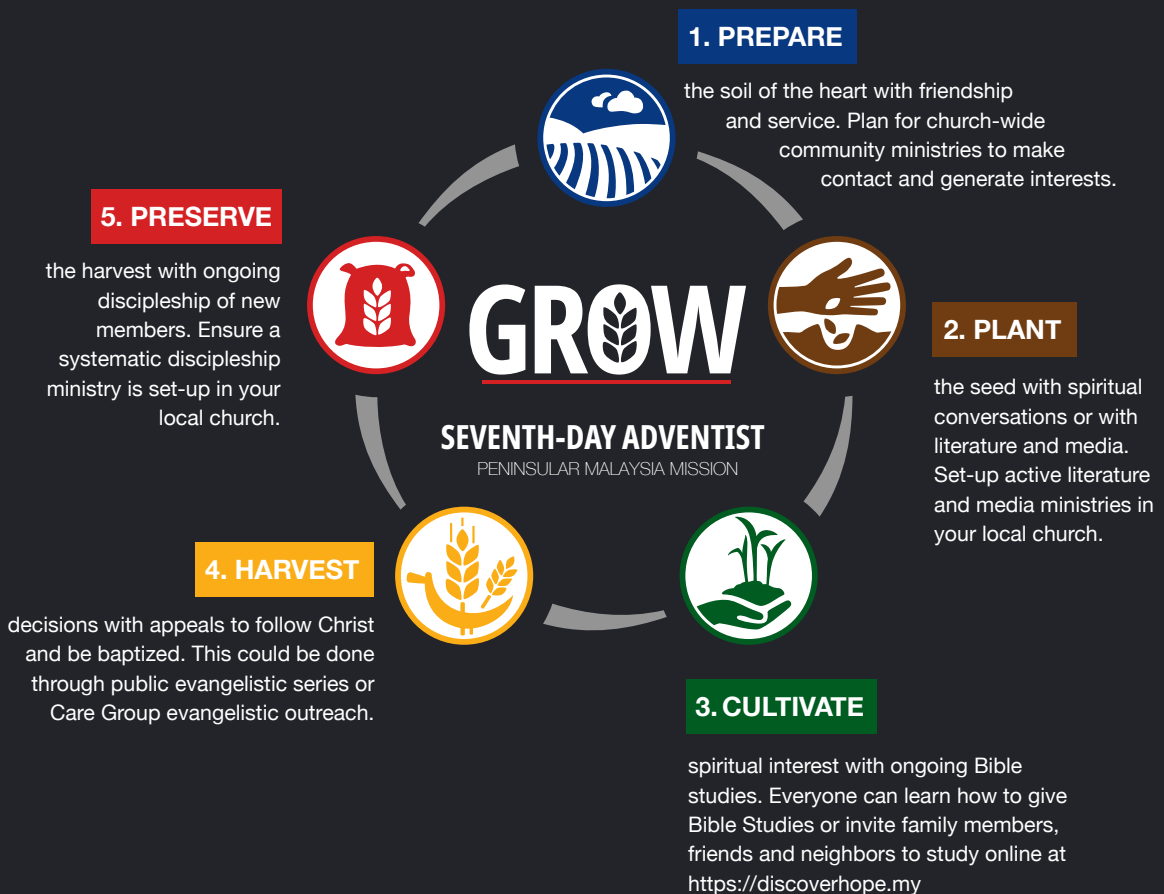 1. PREPARE
the soil of the heart with friendship
and service. Plan for church-wide
community ministries to make
contact and generate interests.
2. PLANT
the seed with spiritual
conversations or with
literature and media.
Set-up active literature
and media ministries in
your local church.
3. CULTIVATE
spiritual interest with ongoing Bible
studies. Everyone can learn how to give
Bible Studies or invite family members,
friends and neighbors to study online at
https://discoverhope.my
4. HARVEST
decisions with appeals to follow Christ
and be baptized. This could be done
through public evangelistic series or
Care Group evangelistic outreach.
5. PRESERVE
the harvest with ongoing
discipleship of new
members. Ensure a
systematic discipleship
ministry is set-up in your
local church.
GROW
SEVENTH-DAY ADVENTIST
PENINSULAR MALAYSIA MISSION